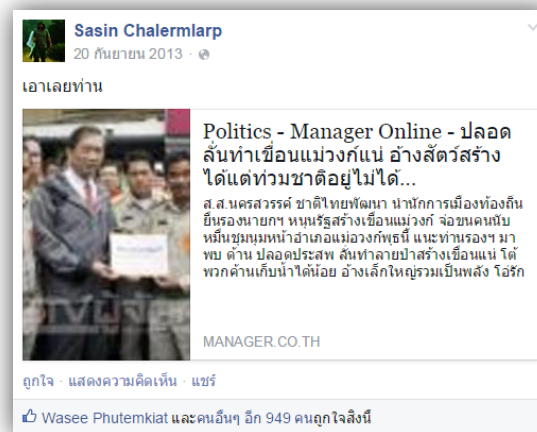 Sasin Chalermlarp
20 กันยายน 2013
เอาเลยท่าน
Politics - Manager Online - ปลอด
ลั่นทำเขื่อนแม่วงก์แน่ อ้างสัตว์สร้าง
ได้แต่ท่วมชาติอยู่ไม่ได้...
ส.ส.นครสวรรค์ ชาติไทยพัฒนา นำนักการเมืองท้องถิ่น
ยื่นรองนายกฯ หนุนรัฐสร้างเขื่อนแม่วงก์ จ่อขนคนนับ
หมื่นชุมนุมหน้าอำเภอแม่วงก์พุธนี้ แนะท่านรองฯ มา
พบ ด้าน ปลอดประสพ ลั่นทำลายป่าสร้างเขื่อนแน่ โต้
พวกค้านเก็บน้ำได้น้อย อ้างเล็กใหญ่รวมเป็นพลัง โอ่รัก
MANAGER.CO.TH
ถูกใจ · แสดงความคิดเห็น · แชร์
Wasee Phutemkiat และคนอื่นๆ อีก 949 คนถูกใจสิ่งนี้